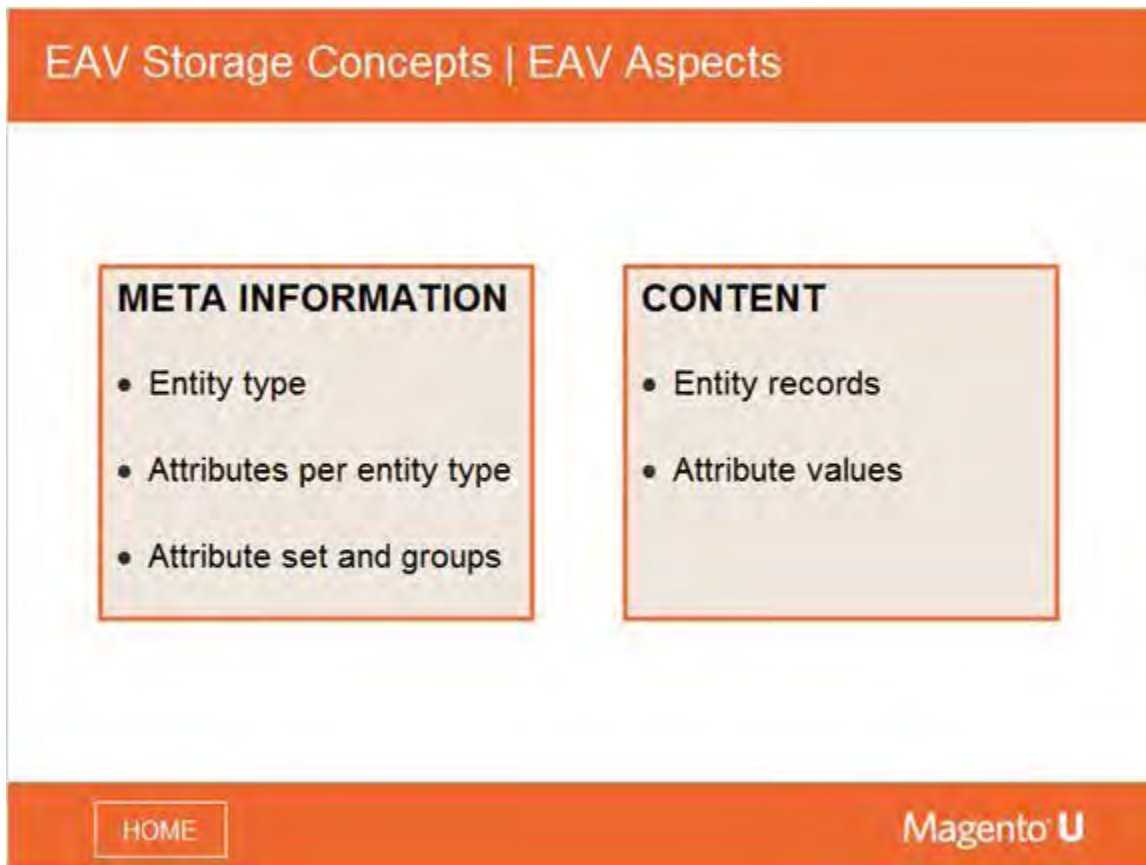 EAV Storage Concepts | EAV Aspects
META INFORMATION
• Entity type
• Attributes per entity type
• Attribute set and groups
CONTENT
• Entity records
• Attribute values
HOME
Magento U